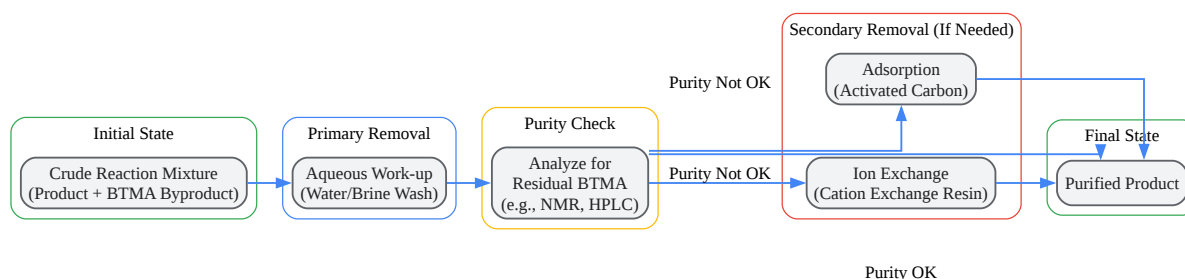 Initial State
Crude Reaction Mixture
(Product + BTMA Byproduct)
Primary Removal
Aqueous Work-up
(Water/Brine Wash)
Purity Check
Analyze for
Residual BTMA
(e.g., NMR, HPLC)
Purity Not OK
Purity Not OK
Secondary Removal (If Needed)
Adsorption
(Activated Carbon)
Ion Exchange
(Cation Exchange Resin)
Final State
Purified Product
Purity OK